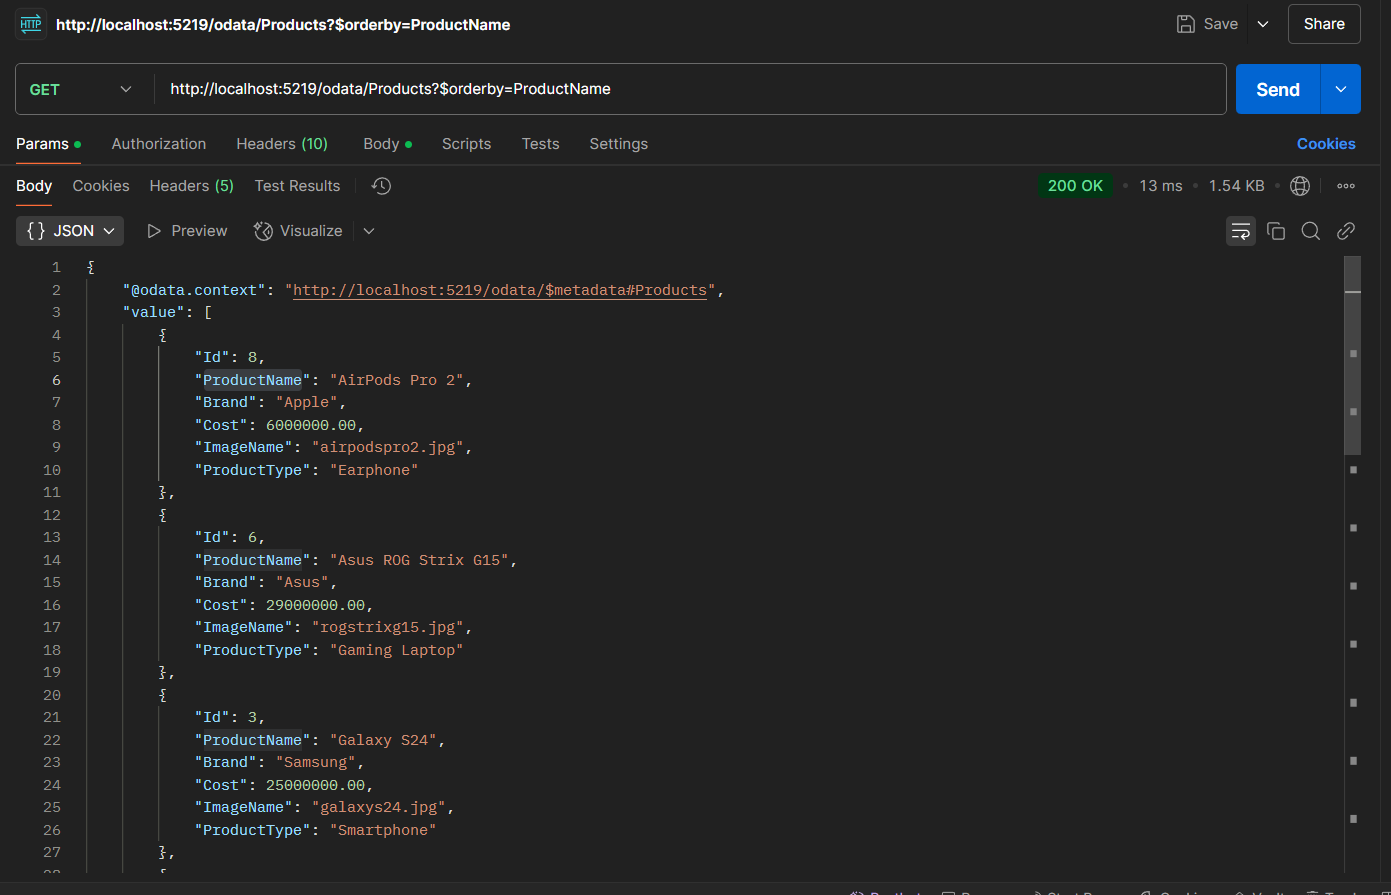 HTTP http://localhost:5219/odata/Products?$orderby=ProductName Save Share
GET http://localhost:5219/odata/Products?$orderby=ProductName Send
Params Authorization Headers (10) Body Scripts Tests Settings Cookies
Body Cookies Headers (5) Test Results 200 OK 13 ms 1.54 KB
{} JSON Preview Visualize
1 {
2 "@odata.context": "http://localhost:5219/odata/$metadata#Products",
3 "value": [
4 {
5 "Id": 8,
6 "ProductName": "AirPods Pro 2",
7 "Brand": "Apple",
8 "Cost": 6000000.00,
9 "ImageName": "airpodspro2.jpg",
10 "ProductType": "Earphone"
11 },
12 {
13 "Id": 6,
14 "ProductName": "Asus ROG Strix G15",
15 "Brand": "Asus",
16 "Cost": 29000000.00,
17 "ImageName": "rogstrixg15.jpg",
18 "ProductType": "Gaming Laptop"
19 },
20 {
21 "Id": 3,
22 "ProductName": "Galaxy S24",
23 "Brand": "Samsung",
24 "Cost": 25000000.00,
25 "ImageName": "galaxys24.jpg",
26 "ProductType": "Smartphone"
27 },